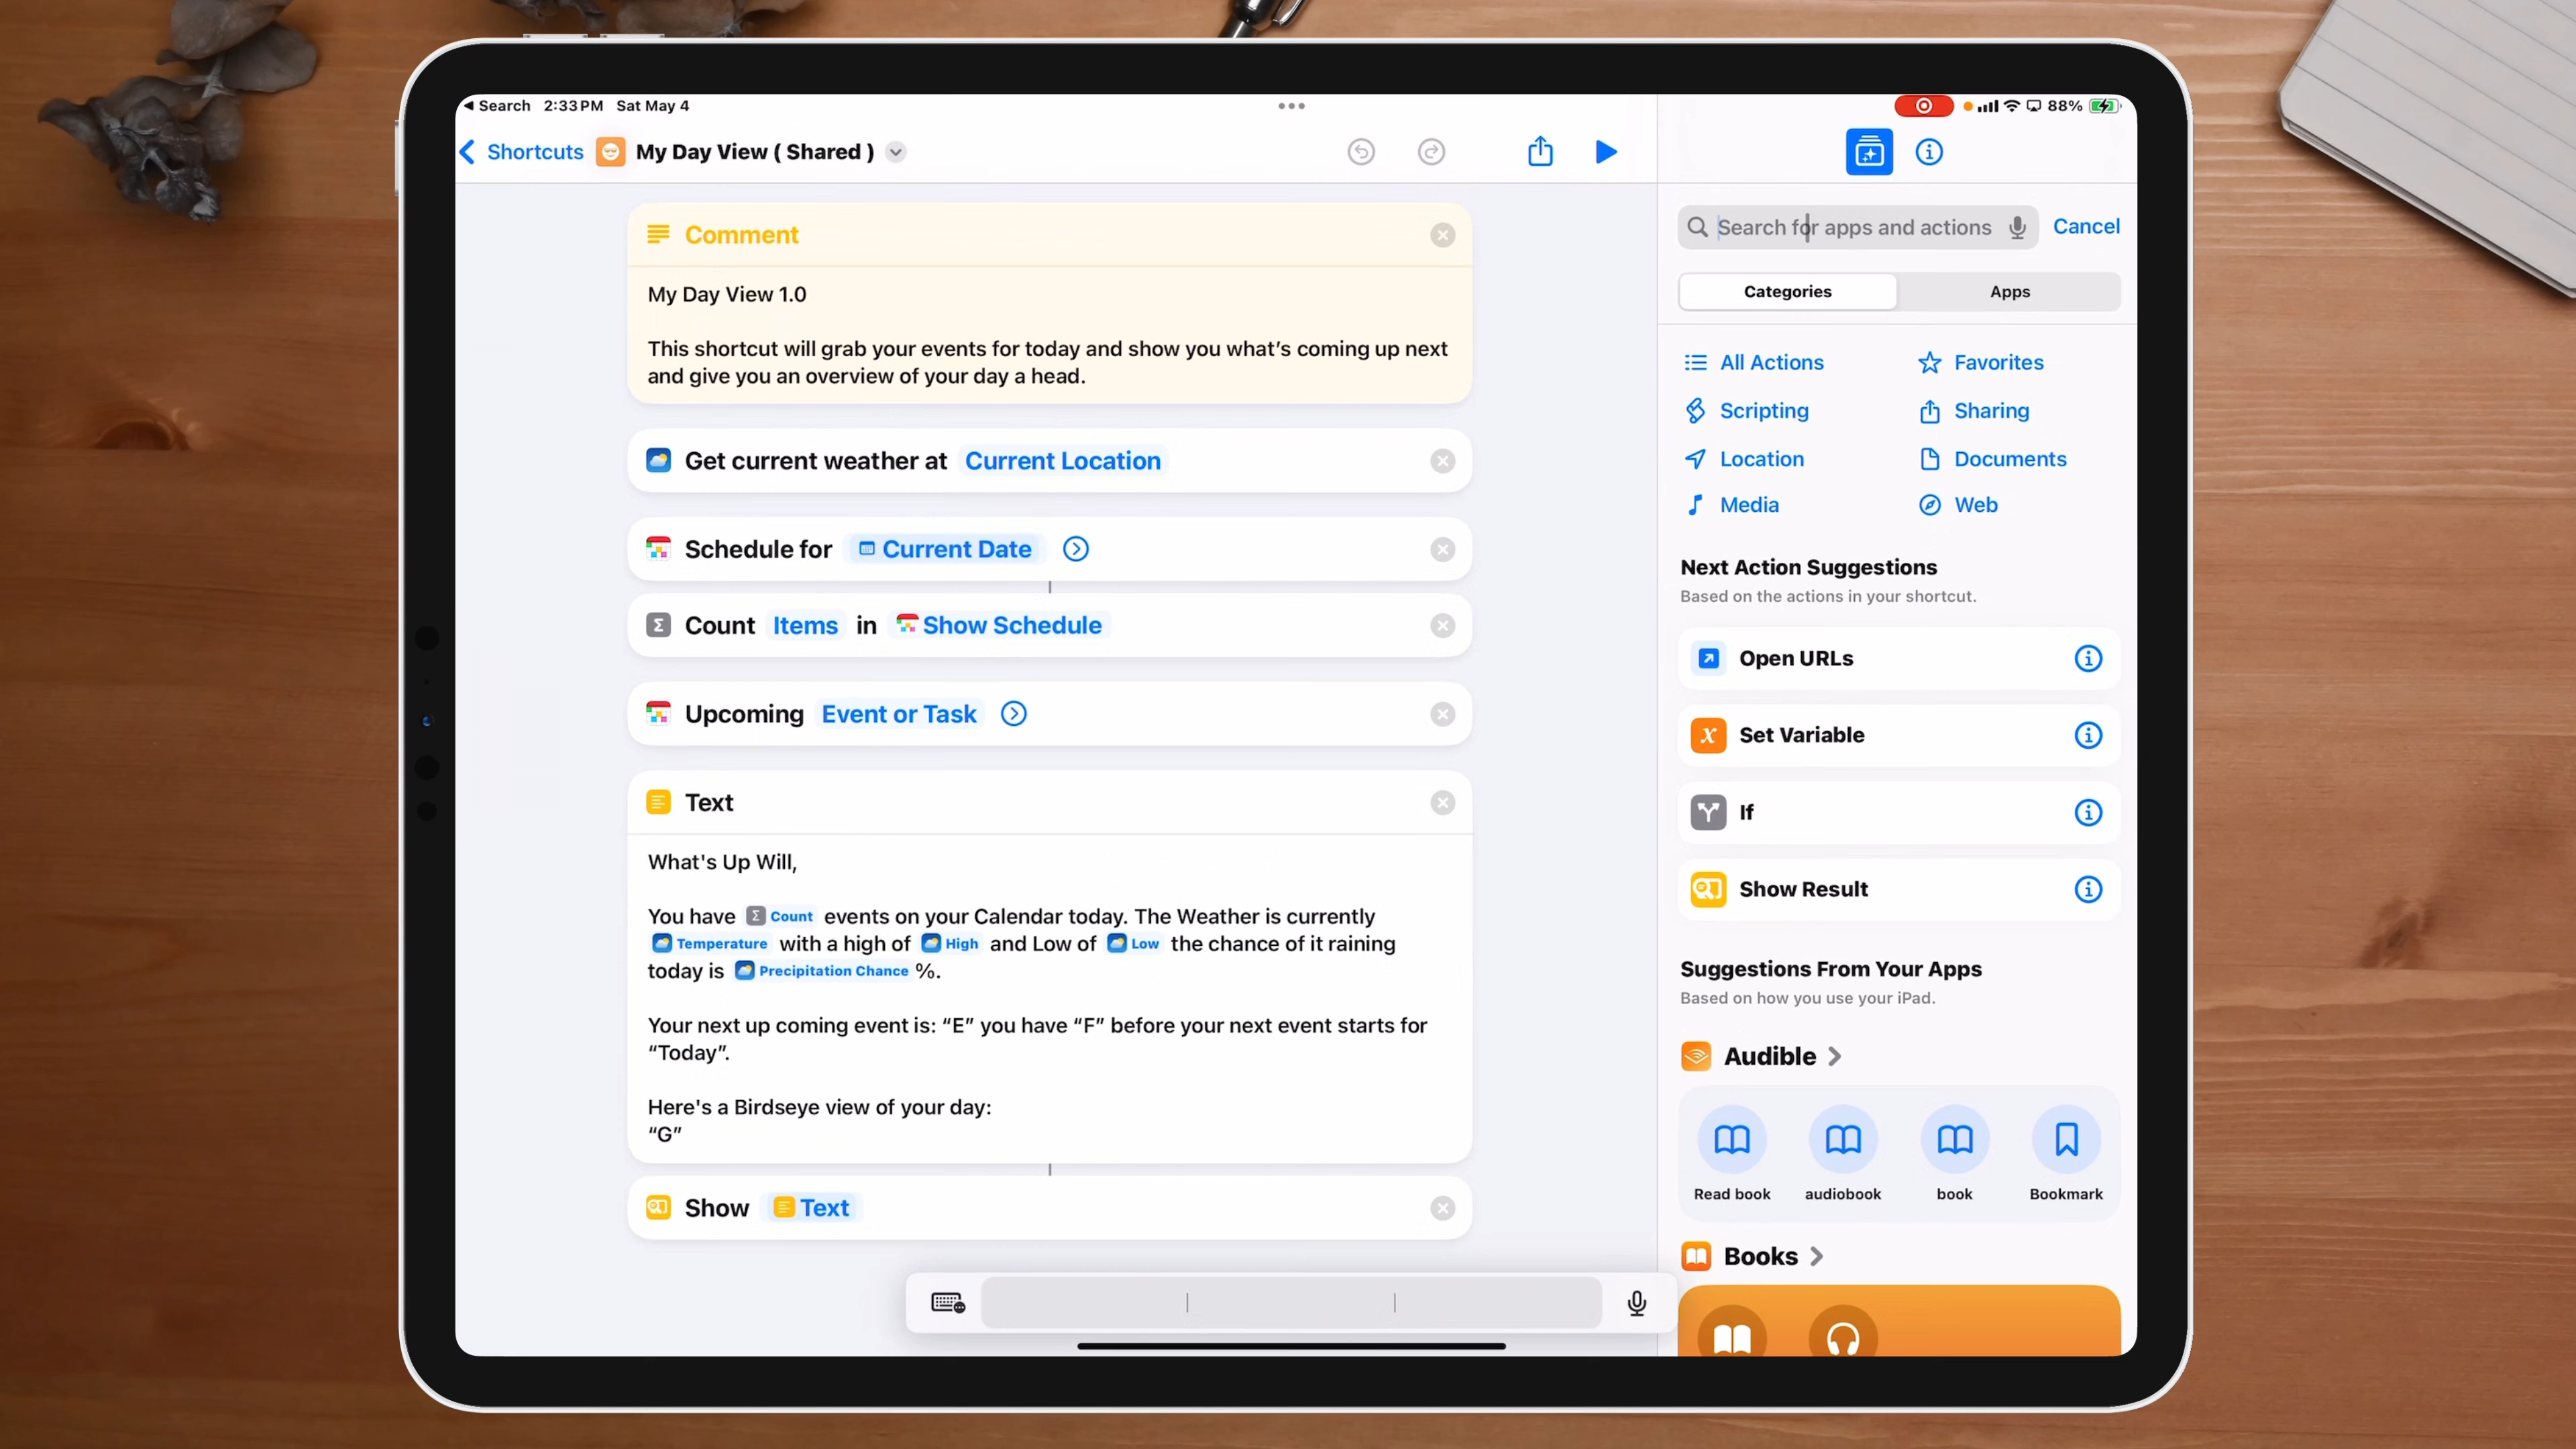 ◀ Search 2:33 PM Sat May 4
88%
Shortcuts My Day View ( Shared )
Comment
My Day View 1.0
This shortcut will grab your events for today and show you what's coming up next
and give you an overview of your day a head.
Get current weather at Current Location
Schedule for Current Date
Count Items in Show Schedule
Upcoming Event or Task
Text
What's Up Will,
You have Count events on your Calendar today. The Weather is currently
Temperature with a high of High and Low of Low the chance of it raining
today is Precipitation Chance %.
Your next up coming event is: “E” you have “F” before your next event starts for
“Today”.
Here's a Birdseye view of your day:
“G”
Show Text
Search for apps and actions Cancel
Categories Apps
All Actions Favorites
Scripting Sharing
Location Documents
Media Web
Next Action Suggestions
Based on the actions in your shortcut.
Open URLs
Set Variable
If
Show Result
Suggestions From Your Apps
Based on how you use your iPad.
Audible
Read book audiobook book Bookmark
Books